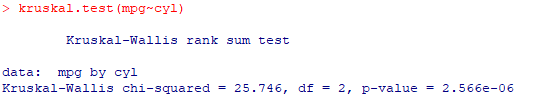 > kruskal.test(mpg~cyl)
Kruskal-Wallis rank sum test
data:  mpg by cyl
Kruskal-Wallis chi-squared = 25.746, df = 2, p-value = 2.566e-06